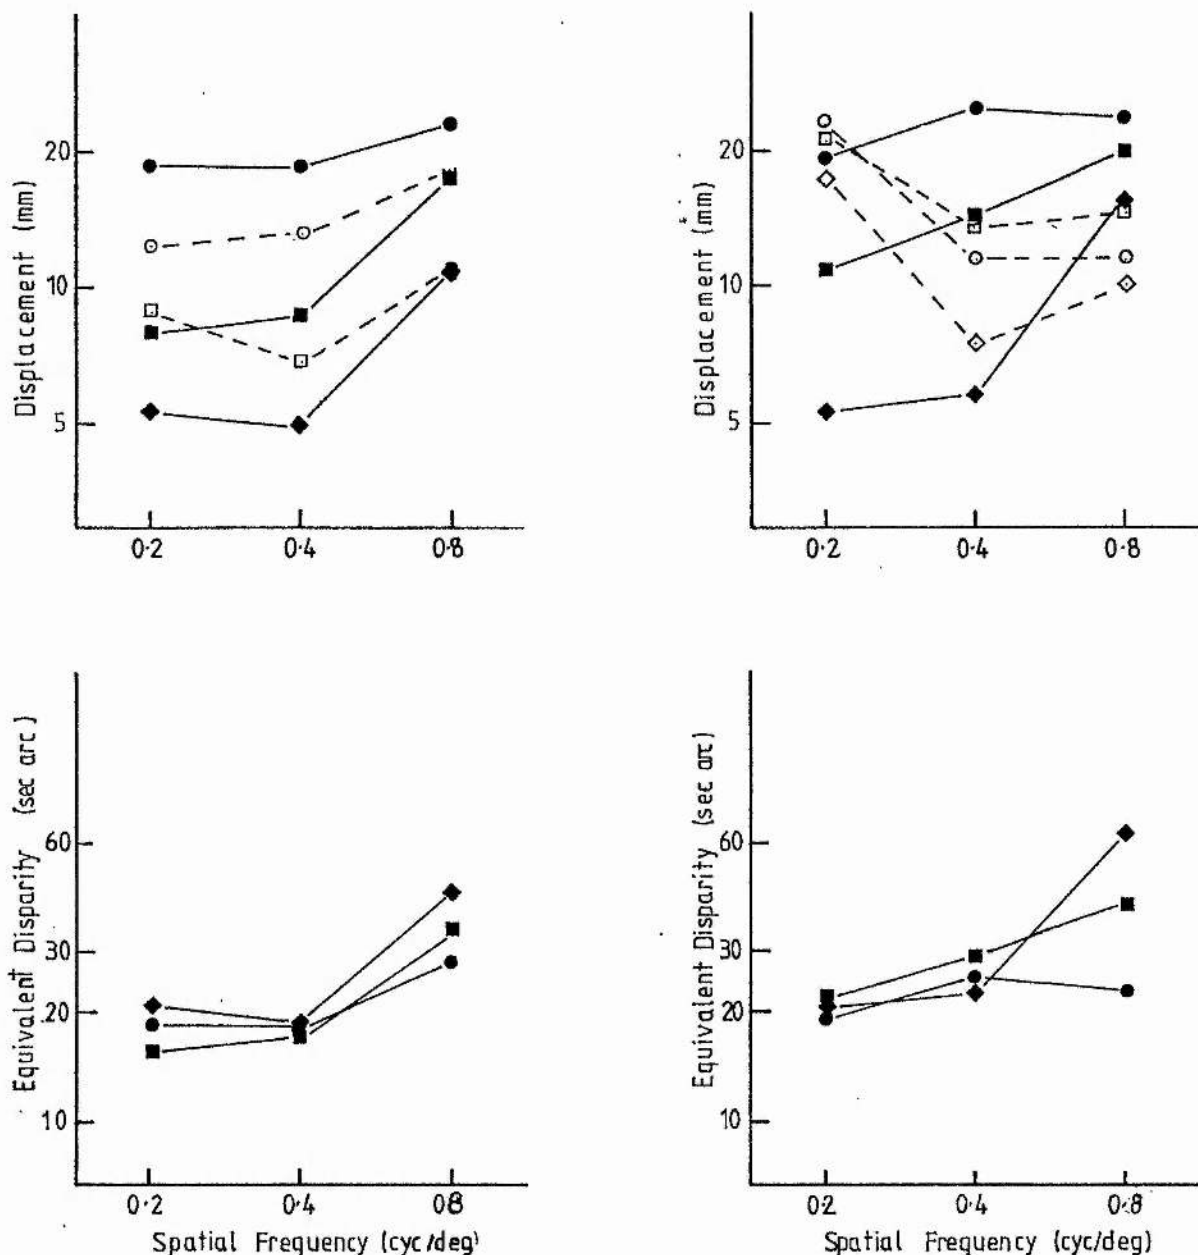 Displacement (mm)
20
10
5
0·2 0·4 0·8
Displacement (mm)
20
10
5
0·2 0·4 0·8
Equivalent Disparity (sec arc)
60
30
20
10
0·2 0·4 0·8
Spatial Frequency (cyc/deg)
Equivalent Disparity (sec arc)
60
30
20
10
0·2 0·4 0·8
Spatial Frequency (cyc/deg)